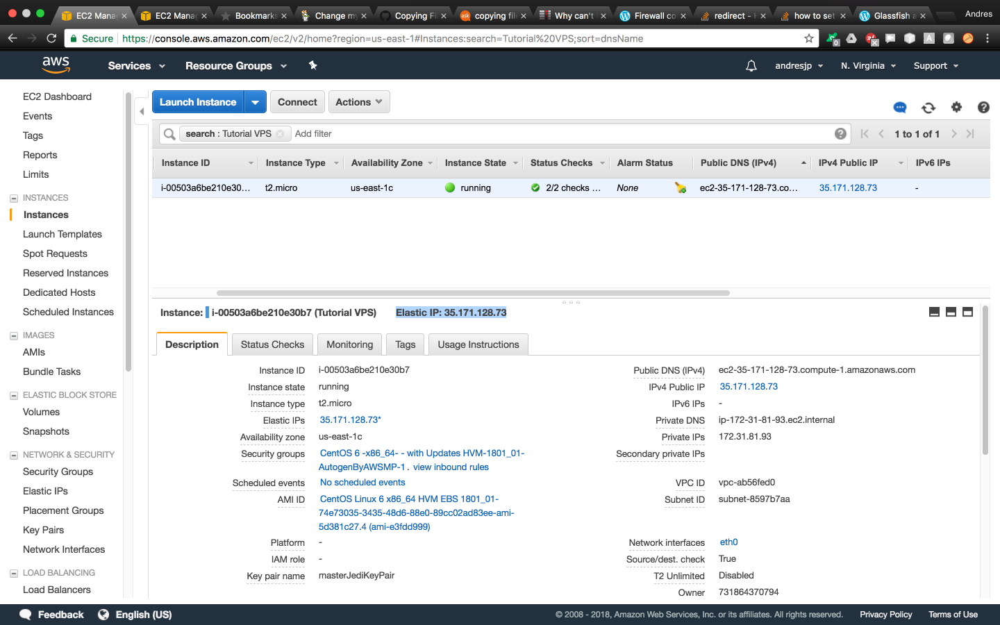 EC2 Mana
EC2 Mana
Bookmarks
Change my
Copying Fi
copying file
Why can't
Firewall co
redirect - H
how to set
Glassfish a
Andres
Secure https://console.aws.amazon.com/ec2/v2/home?region=us-east-1#Instances:search=Tutorial%20VPS;sort=dnsName
aws Services Resource Groups andresjp N. Virginia Support
EC2 Dashboard
Events
Tags
Reports
Limits
INSTANCES
Instances
Launch Templates
Spot Requests
Reserved Instances
Dedicated Hosts
Scheduled Instances
IMAGES
AMIs
Bundle Tasks
ELASTIC BLOCK STORE
Volumes
Snapshots
NETWORK & SECURITY
Security Groups
Elastic IPs
Placement Groups
Key Pairs
Network Interfaces
LOAD BALANCING
Load Balancers
Launch Instance Connect Actions
search : Tutorial VPS Add filter 1 to 1 of 1
Instance ID Instance Type Availability Zone Instance State Status Checks Alarm Status Public DNS (IPv4) IPv4 Public IP IPv6 IPs
i-00503a6be210e30... t2.micro us-east-1c running 2/2 checks ... None ec2-35-171-128-73.co... 35.171.128.73 -
Instance: i-00503a6be210e30b7 (Tutorial VPS) Elastic IP: 35.171.128.73
Description Status Checks Monitoring Tags Usage Instructions
Instance ID i-00503a6be210e30b7
Instance state running
Instance type t2.micro
Elastic IPs 35.171.128.73*
Availability zone us-east-1c
Security groups CentOS 6 -x86_64- - with Updates HVM-1801_01-
AutogenByAWSMP-1. view inbound rules
Scheduled events No scheduled events
AMI ID CentOS Linux 6 x86_64 HVM EBS 1801_01-
74e73035-3435-48d6-88e0-89cc02ad83ee-ami-
5d381c27.4 (ami-e3fdd999)
Platform -
IAM role -
Key pair name masterJediKeyPair
Public DNS (IPv4) ec2-35-171-128-73.compute-1.amazonaws.com
IPv4 Public IP 35.171.128.73
IPv6 IPs -
Private DNS ip-172-31-81-93.ec2.internal
Private IPs 172.31.81.93
Secondary private IPs
VPC ID vpc-ab56fed0
Subnet ID subnet-8597b7aa
Network interfaces eth0
Source/dest. check True
T2 Unlimited Disabled
Owner 731864370794
Feedback English (US) © 2008 - 2018, Amazon Web Services, Inc. or its affiliates. All rights reserved. Privacy Policy Terms of Use